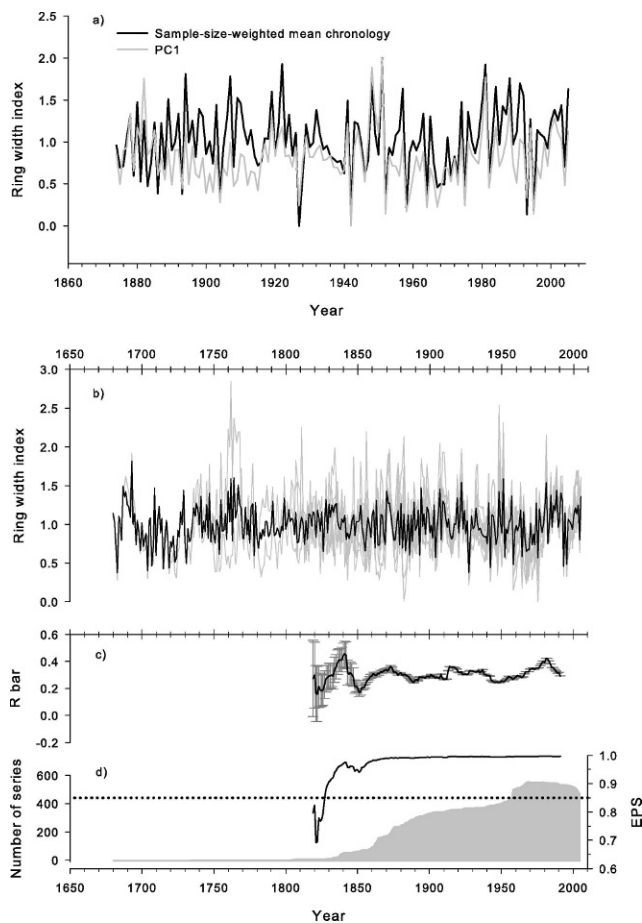 a)
Sample-size-weighted mean chronology
PC1
2.5
2.0
1.5
1.0
0.5
0.0
Ring width index
1860 1880 1900 1920 1940 1960 1980 2000
Year
1650 1700 1750 1800 1850 1900 1950 2000
b)
3.0
2.5
2.0
1.5
1.0
0.5
0.0
Ring width index
c)
0.6
0.4
0.2
0.0
-0.2
R bar
d)
600
400
200
0
Number of series
1.0
0.9
0.8
0.7
0.6
EPS
1650 1700 1750 1800 1850 1900 1950 2000
Year